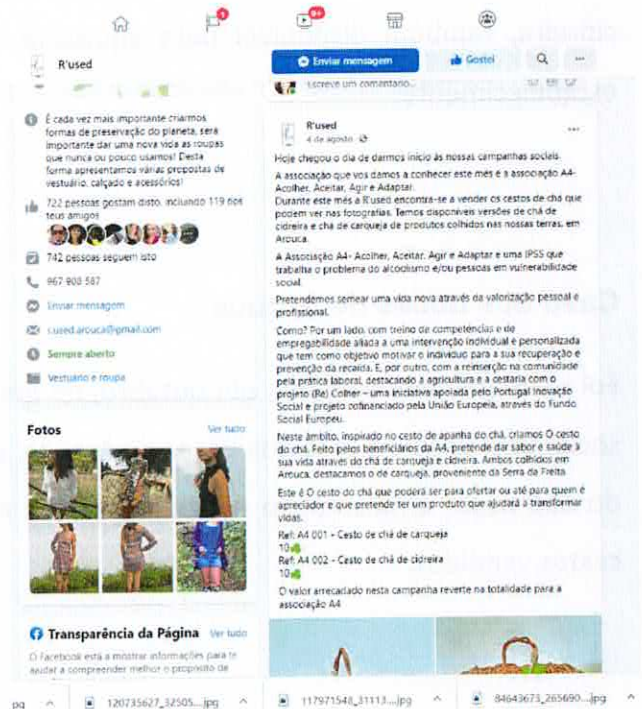 1
9+
R'used
Enviar mensagem
Gostei
Escreve um comentário...
É cada vez mais importante criarmos
formas de preservação do planeta, será
importante dar uma nova vida as roupas
que nunca ou pouco usamos! Desta
forma apresentamos várias propostas de
vestuário, calçado e acessórios!
722 pessoas gostam disto, incluindo 119 dos
teus amigos
742 pessoas seguem isto
967 908 587
Enviar mensagem
r.used.arouca@gmail.com
Sempre aberto
Vestuário e roupa
Fotos
Ver tudo
Transparência da Página
Ver tudo
O Facebook está a mostrar informações para te
ajudar a compreender melhor o propósito de
R'used
4 de agosto
Hoje chegou o dia de darmos início às nossas campanhas sociais.
A associação que vos damos a conhecer este mês é a associação A4-
Acolher, Aceitar, Agir e Adaptar.
Durante este mês a R'used encontra-se a vender os cestos de chá que
podem ver nas fotografias. Temos disponíveis versões de chá de
cidreira e chá de carqueja de produtos colhidos nas nossas terras, em
Arouca.
A Associação A4- Acolher, Aceitar, Agir e Adaptar é uma IPSS que
trabalha o problema do alcoolismo e/ou pessoas em vulnerabilidade
social.
Pretendemos semear uma vida nova através da valorização pessoal e
profissional.
Como? Por um lado, com treino de competências e de
empregabilidade aliada a uma intervenção individual e personalizada
que tem como objetivo motivar o indivíduo para a sua recuperação e
prevenção da recaída. E, por outro, com a reinserção na comunidade
pela prática laboral, destacando a agricultura e a cestaria com o
projeto (Re) Colher – uma iniciativa apoiada pelo Portugal Inovação
Social e projeto cofinanciado pela União Europeia, através do Fundo
Social Europeu.
Neste âmbito, inspirado no cesto de apanha do chá, criamos O cesto
do chá. Feito pelos beneficiários da A4, pretende dar sabor e saúde à
sua vida através do chá de carqueja e cidreira. Ambos colhidos em
Arouca, destacamos o de carqueja, proveniente da Serra da Freita.
Este é O cesto do chá que poderá ser para ofertar ou até para quem é
apreciador e que pretende ter um produto que ajudará a transformar
vidas.
Ref: A4 001 - Cesto de chá de carqueja
10
Ref: A4 002 - Cesto de chá de cidreira
10
O valor arrecadado nesta campanha reverte na totalidade para a
associação A4
pg
120735627_32505....jpg
117971548_31113....jpg
84643673_265690....jpg